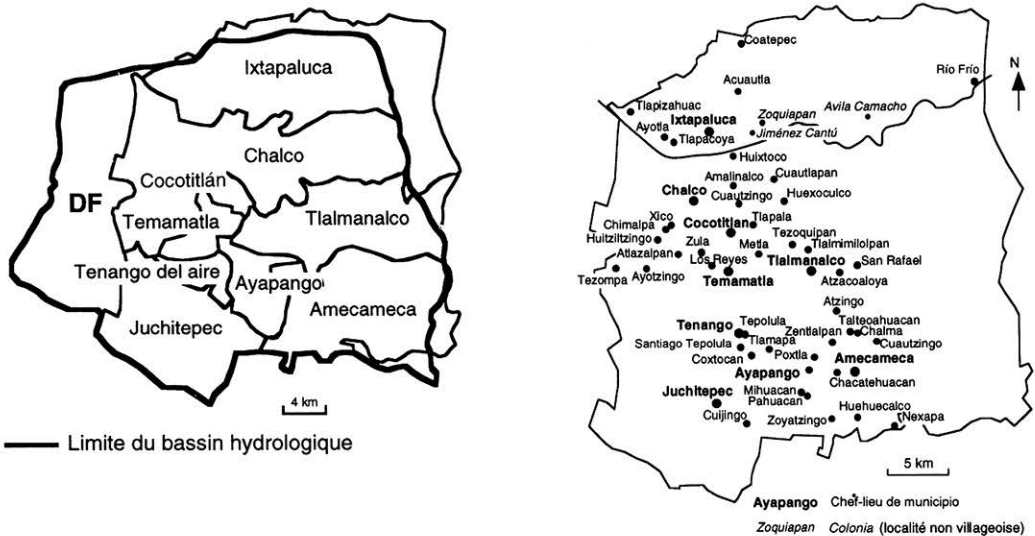 Ixtapaluca
Chalco
Cocotitlán
DF
Temamatla
Tlalmanalco
Tenango del aire
Ayapango
Amecameca
Juchitepec
4 km
Limite du bassin hydrologique
Coatepec
N
Río Frío
Acuautla
Tlapizahuac
Avila Camacho
Ixtapaluca
Zoquiapan
Ayotla
Jiménez Cantú
Tlapacoya
Huixtoco
Amalinalco
Cuautlapan
Chalco
Cuautzingo
Huexoculco
Xico
Tlapala
Chimalpa
Cocotitlan
Huitziltzingo
Tezoquipan
Zula
Metla
Tlalmimilolpan
Atlazalpan
Los Reyes
Tlalmanalco
San Rafael
Tezompa
Ayotzingo
Temamatla
Atzacoaloya
Atzingo
Tenango
Tepolula
Talteoahuacan
Zentlalpan
Chalma
Santiago Tepolula
Tlamapa
Cuautzingo
Coxtocan
Poxtla
Amecameca
Ayapango
Chacatehuacan
Juchitepec
Mihuacan
Pahuacan
Huehuecalco
Cuijingo
Zoyatzingo
Nexapa
5 km
Ayapango Chef-lieu de municipio
Zoquiapan Colonia (localité non villageoise)